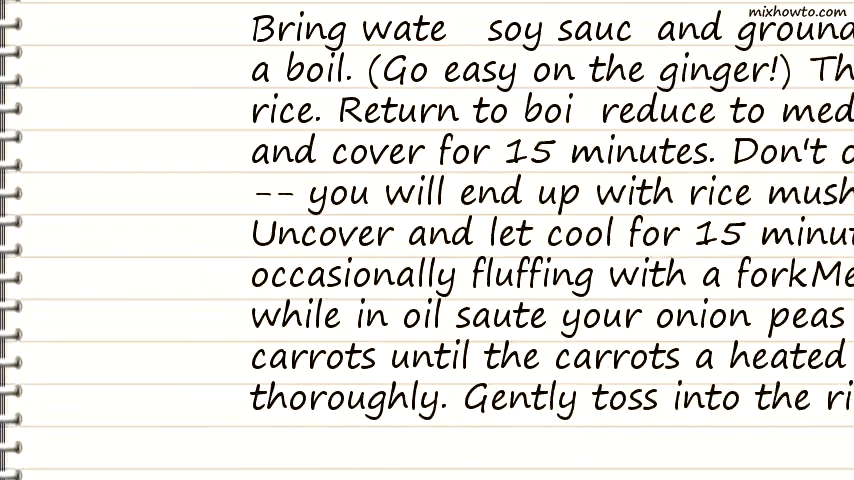 mixhowto.com
Bring wate soy sauc and ground
a boil. (Go easy on the ginger!) Th
rice. Return to boi reduce to med
and cover for 15 minutes. Don't o
-- you will end up with rice mush
Uncover and let cool for 15 minut
occasionally fluffing with a forkMe
while in oil saute your onion peas
carrots until the carrots a heated
thoroughly. Gently toss into the ri